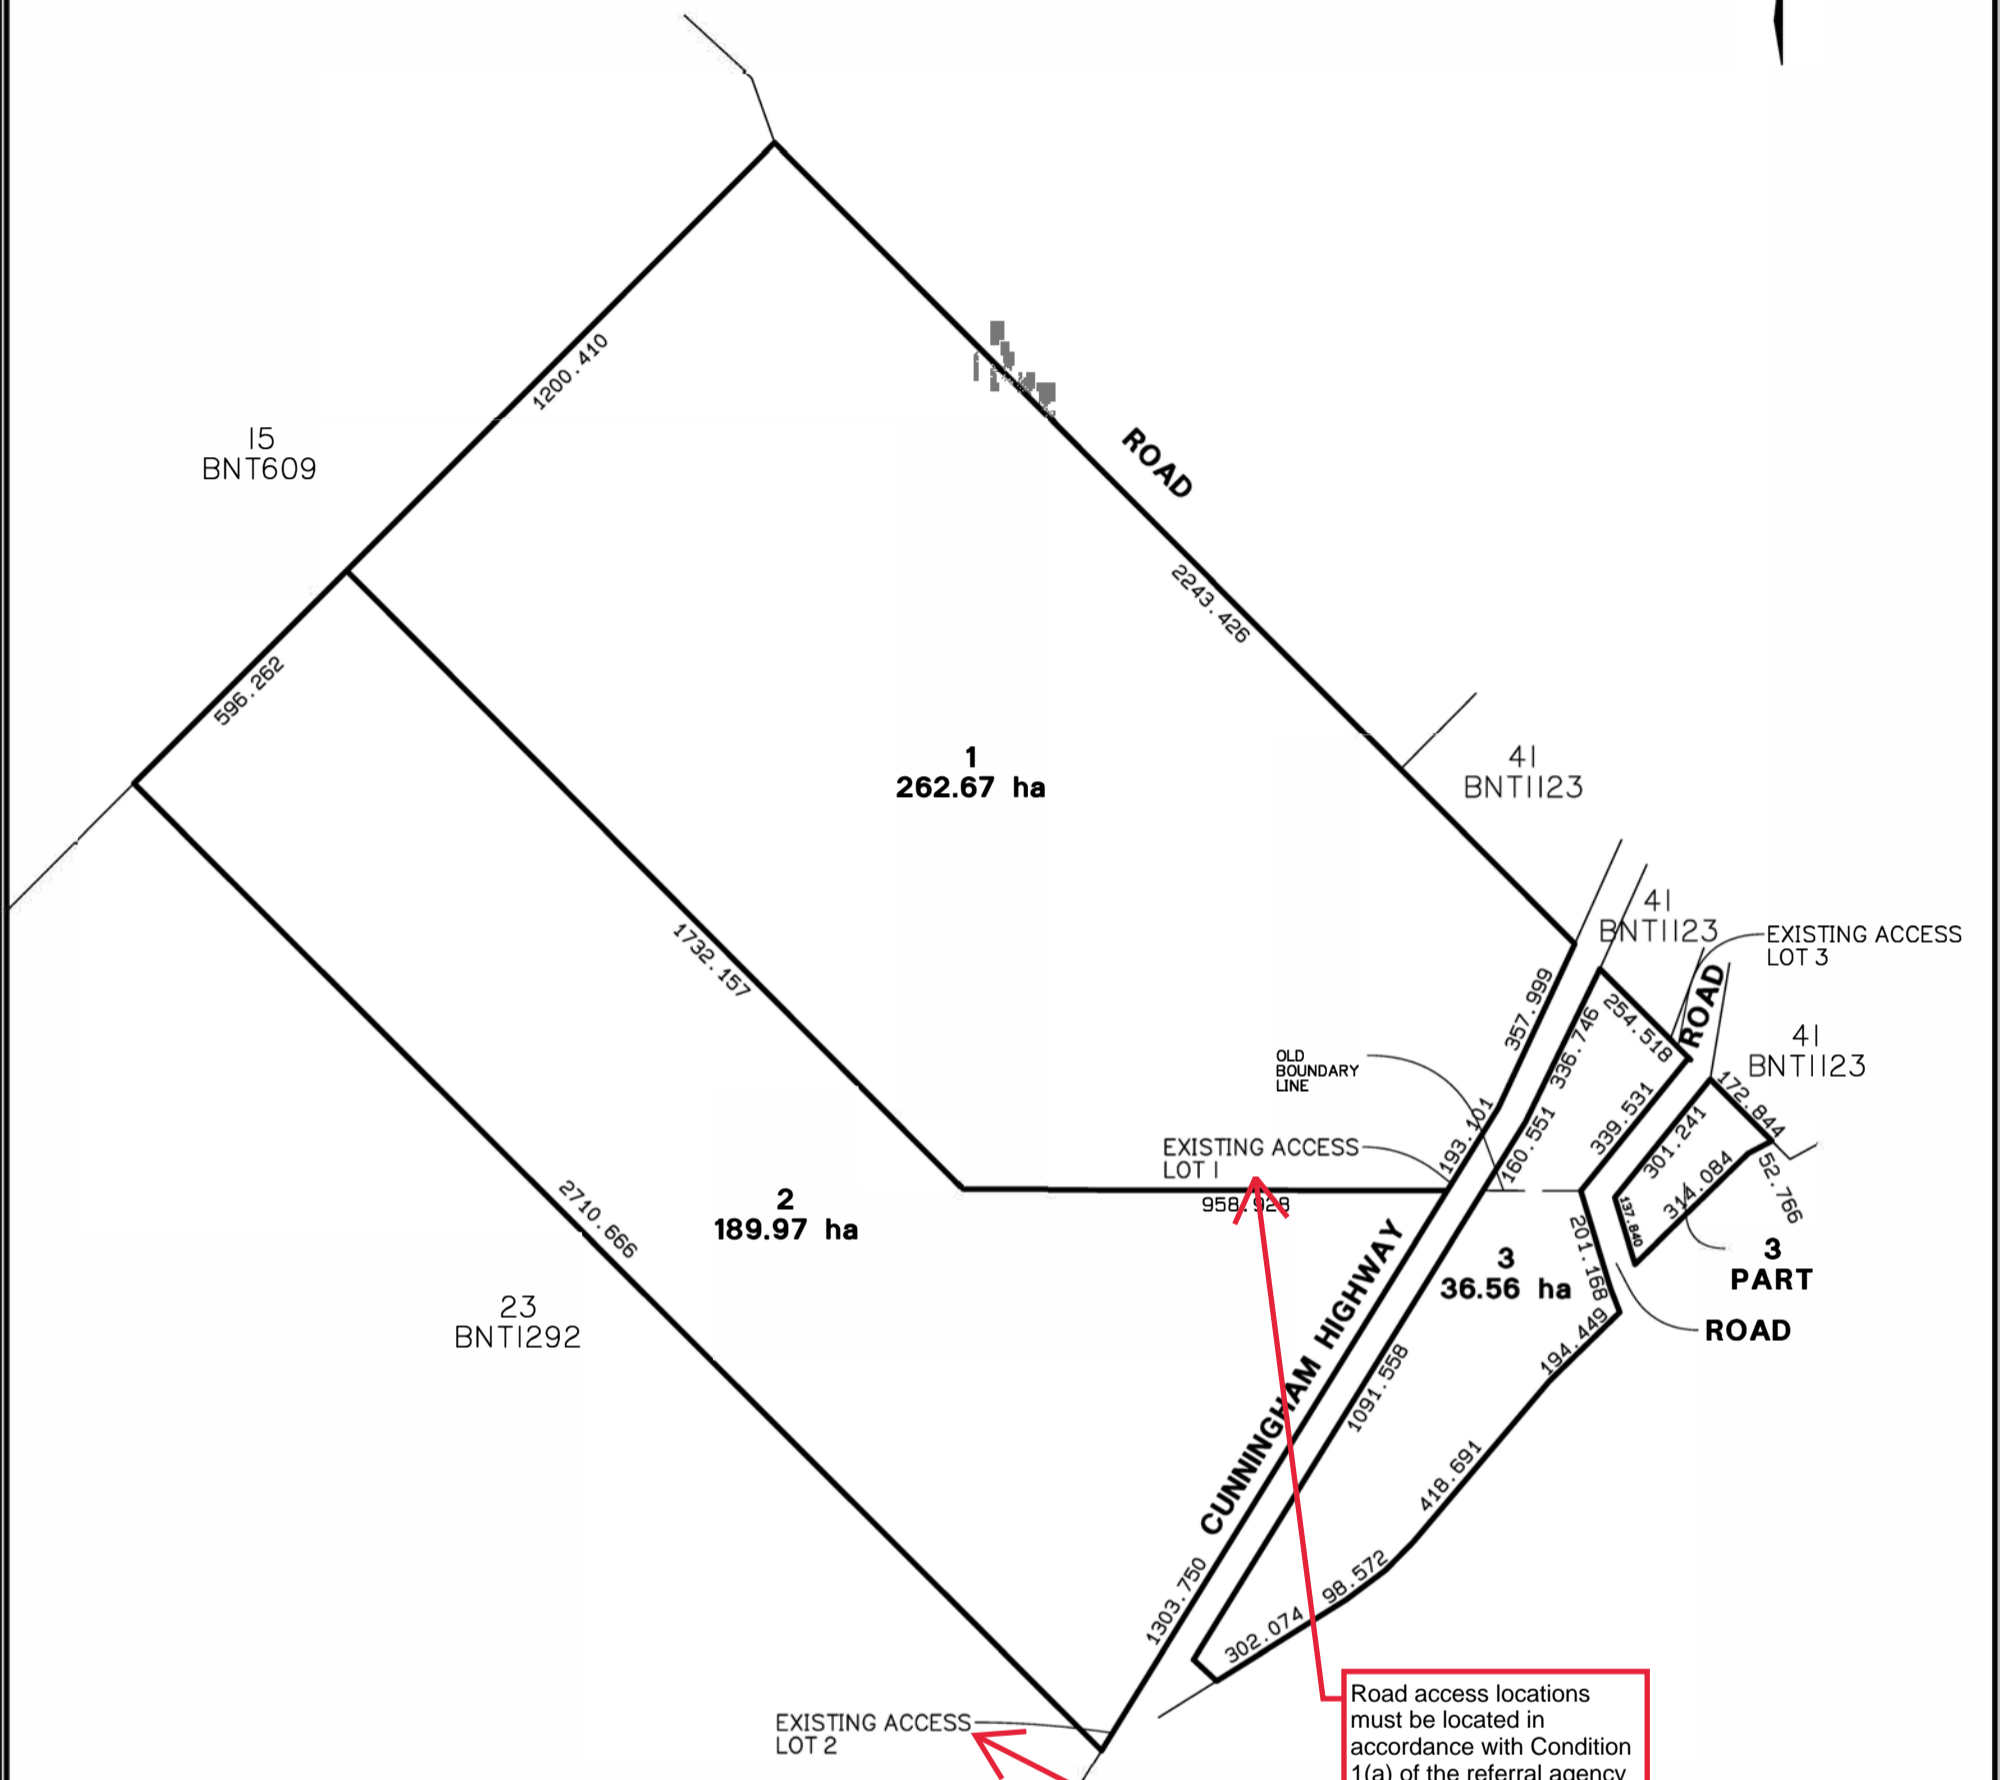 1200.410
15
BNT609
ROAD
2243.426
596.262
1
262.67 ha
41
BNT1123
41
BNT1123
EXISTING ACCESS
LOT 3
ROAD
1732.157
357.999
336.746
254.518
41
BNT1123
OLD
BOUNDARY
LINE
172.844
339.531
301.241
EXISTING ACCESS
LOT 1
193.101
160.551
314.084
52.766
958.928
137.840
201.168
2
189.97 ha
2710.666
3
36.56 ha
3
PART
ROAD
23
BNT1292
CUNNINGHAM HIGHWAY
194.449
1091.558
418.691
98.572
1303.750
302.074
EXISTING ACCESS
LOT 2
Road access locations
must be located in
accordance with Condition
1(a) of the referral agency